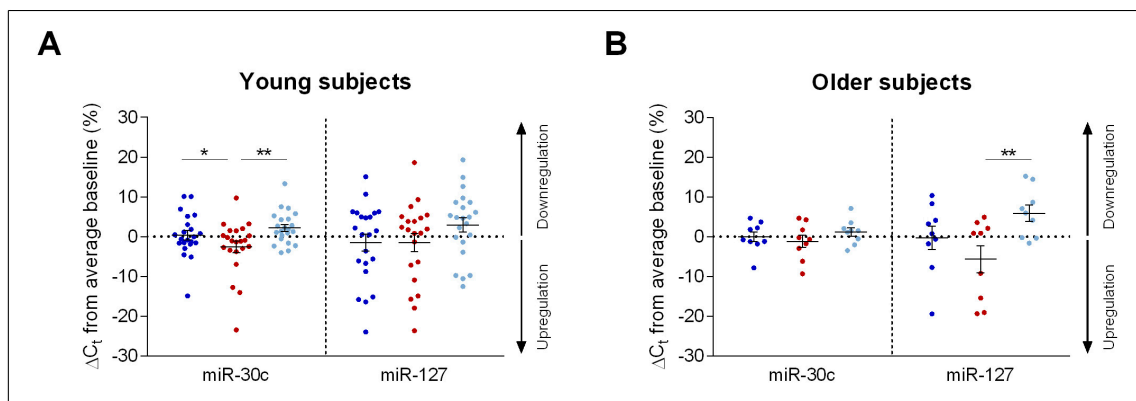 A
Young subjects
ΔCt from average baseline (%)
30
20
10
0
-10
-20
-30
*
**
miR-30c
miR-127
Downregulation
Upregulation
B
Older subjects
ΔCt from average baseline (%)
30
20
10
0
-10
-20
-30
**
miR-30c
miR-127
Downregulation
Upregulation